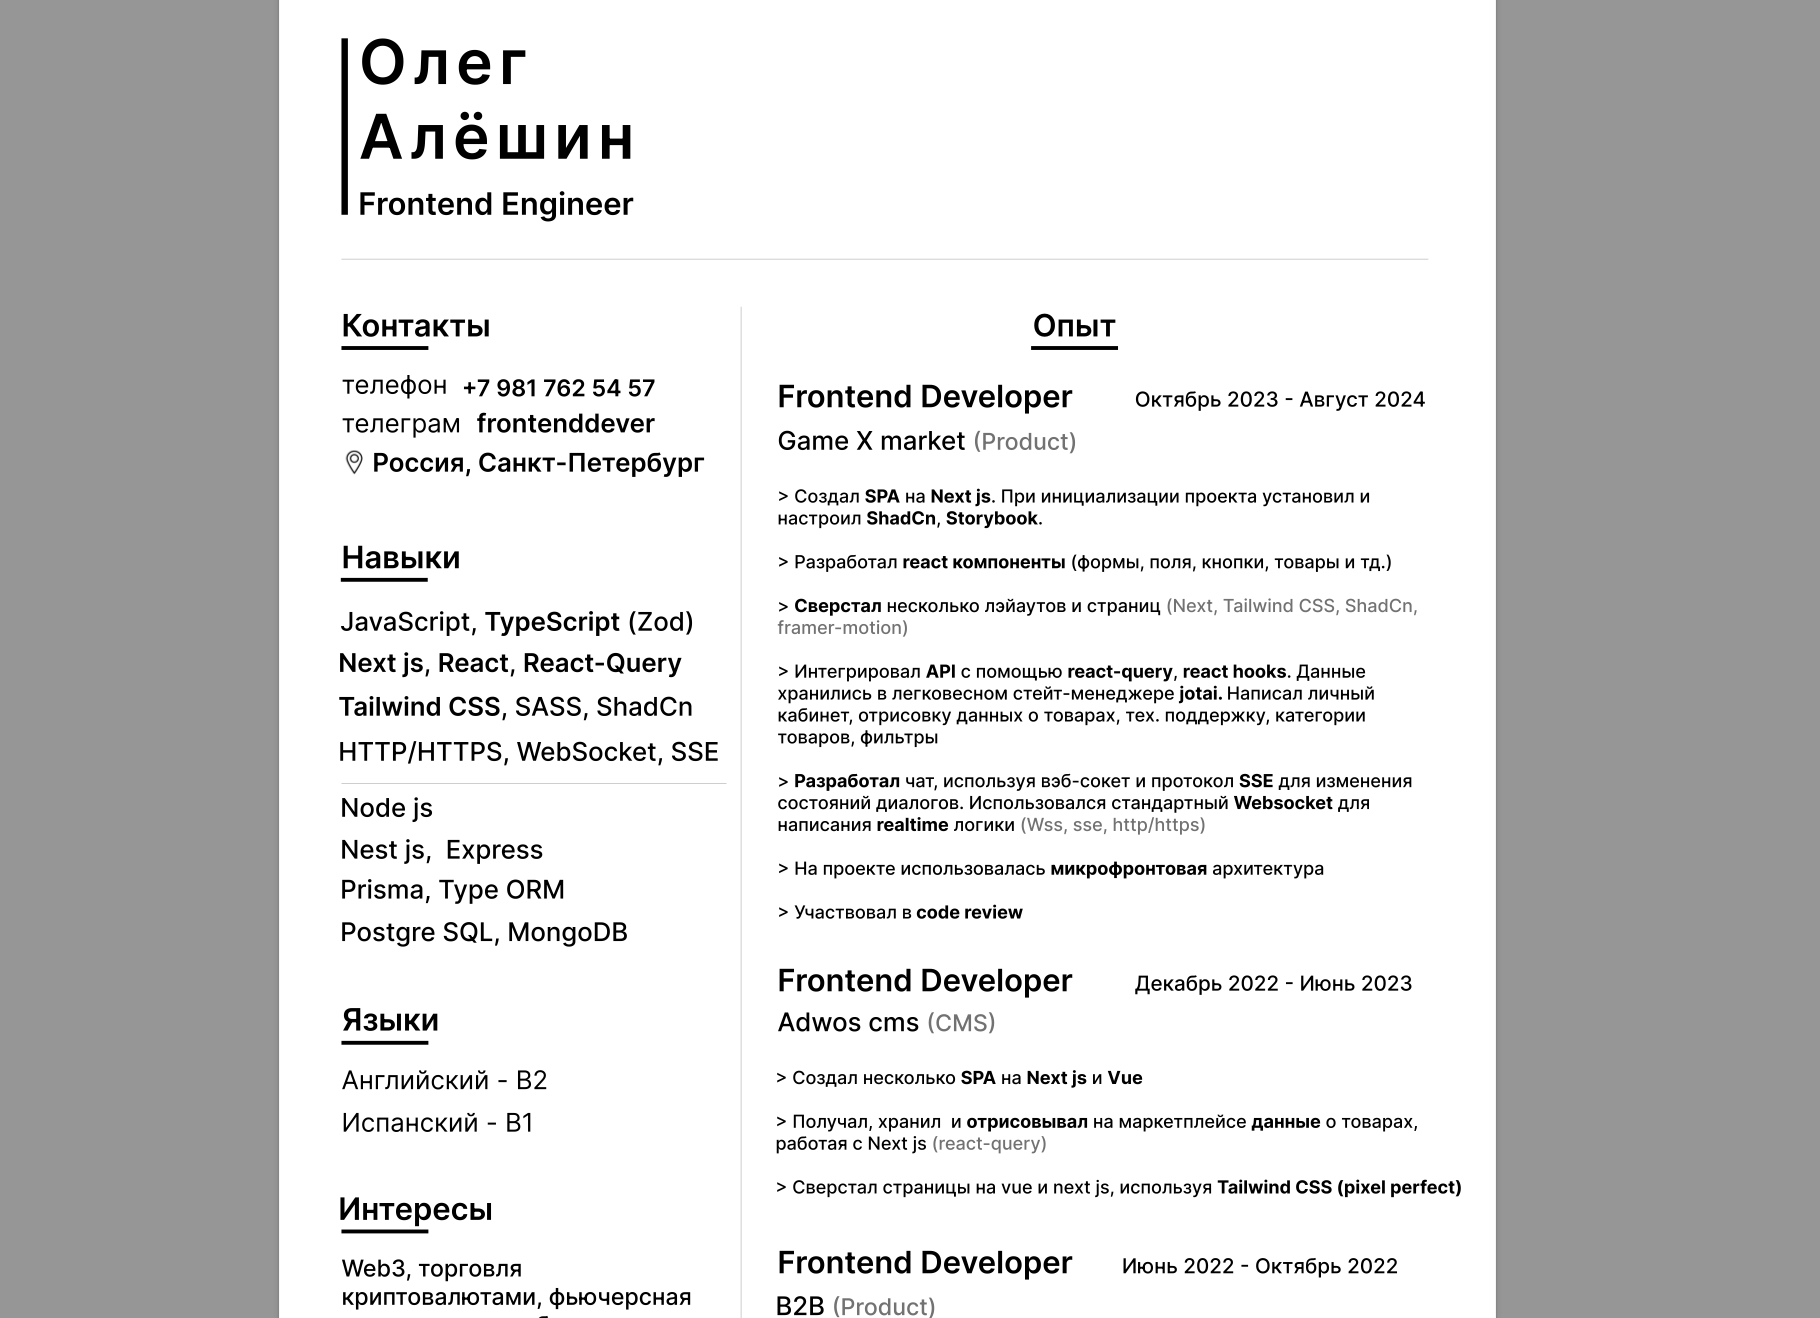 Олег
Алёшин
Frontend Engineer
Контакты
телефон +7 981 762 54 57
телеграм frontenddever
Россия, Санкт-Петербург
Навыки
JavaScript, TypeScript (Zod)
Next js, React, React-Query
Tailwind CSS, SASS, ShadCn
HTTP/HTTPS, WebSocket, SSE
Node js
Nest js, Express
Prisma, Type ORM
Postgre SQL, MongoDB
Языки
Английский - B2
Испанский - B1
Интересы
Web3, торговля
криптовалютами, фьючерсная
Опыт
Frontend Developer Октябрь 2023 - Август 2024
Game X market (Product)
> Создал SPA на Next js. При инициализации проекта установил и
настроил ShadCn, Storybook.
> Разработал react компоненты (формы, поля, кнопки, товары и тд.)
> Сверстал несколько лэйаутов и страниц (Next, Tailwind CSS, ShadCn,
framer-motion)
> Интегрировал API с помощью react-query, react hooks. Данные
хранились в легковесном стейт-менеджере jotai. Написал личный
кабинет, отрисовку данных о товарах, тех. поддержку, категории
товаров, фильтры
> Разработал чат, используя вэб-сокет и протокол SSE для изменения
состояний диалогов. Использовался стандартный Websocket для
написания realtime логики (Wss, sse, http/https)
> На проекте использовалась микрофронтовая архитектура
> Участвовал в code review
Frontend Developer Декабрь 2022 - Июнь 2023
Adwos cms (CMS)
> Создал несколько SPA на Next js и Vue
> Получал, хранил и отрисовывал на маркетплейсе данные о товарах,
работая с Next js (react-query)
> Сверстал страницы на vue и next js, используя Tailwind CSS (pixel perfect)
Frontend Developer Июнь 2022 - Октябрь 2022
B2B (Product)